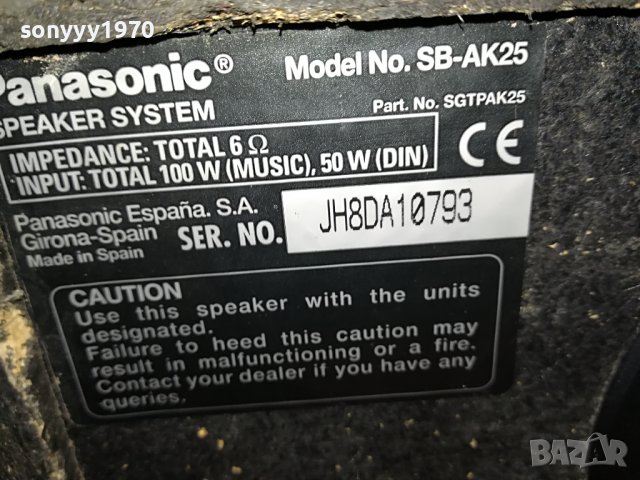 sonyyy1970
Panasonic® Model No. SB-AK25
SPEAKER SYSTEM Part. No. SGTPAK25
IMPEDANCE: TOTAL 6 Ω
INPUT: TOTAL 100 W (MUSIC), 50 W (DIN)
CE
Panasonic España. S.A.
Girona-Spain
Made in Spain
SER. NO. JH8DA10793
CAUTION
Use this speaker with the units
designated.
Failure to heed this caution may
result in malfunctioning or a fire.
Contact your dealer if you have any
queries.
BAZAR